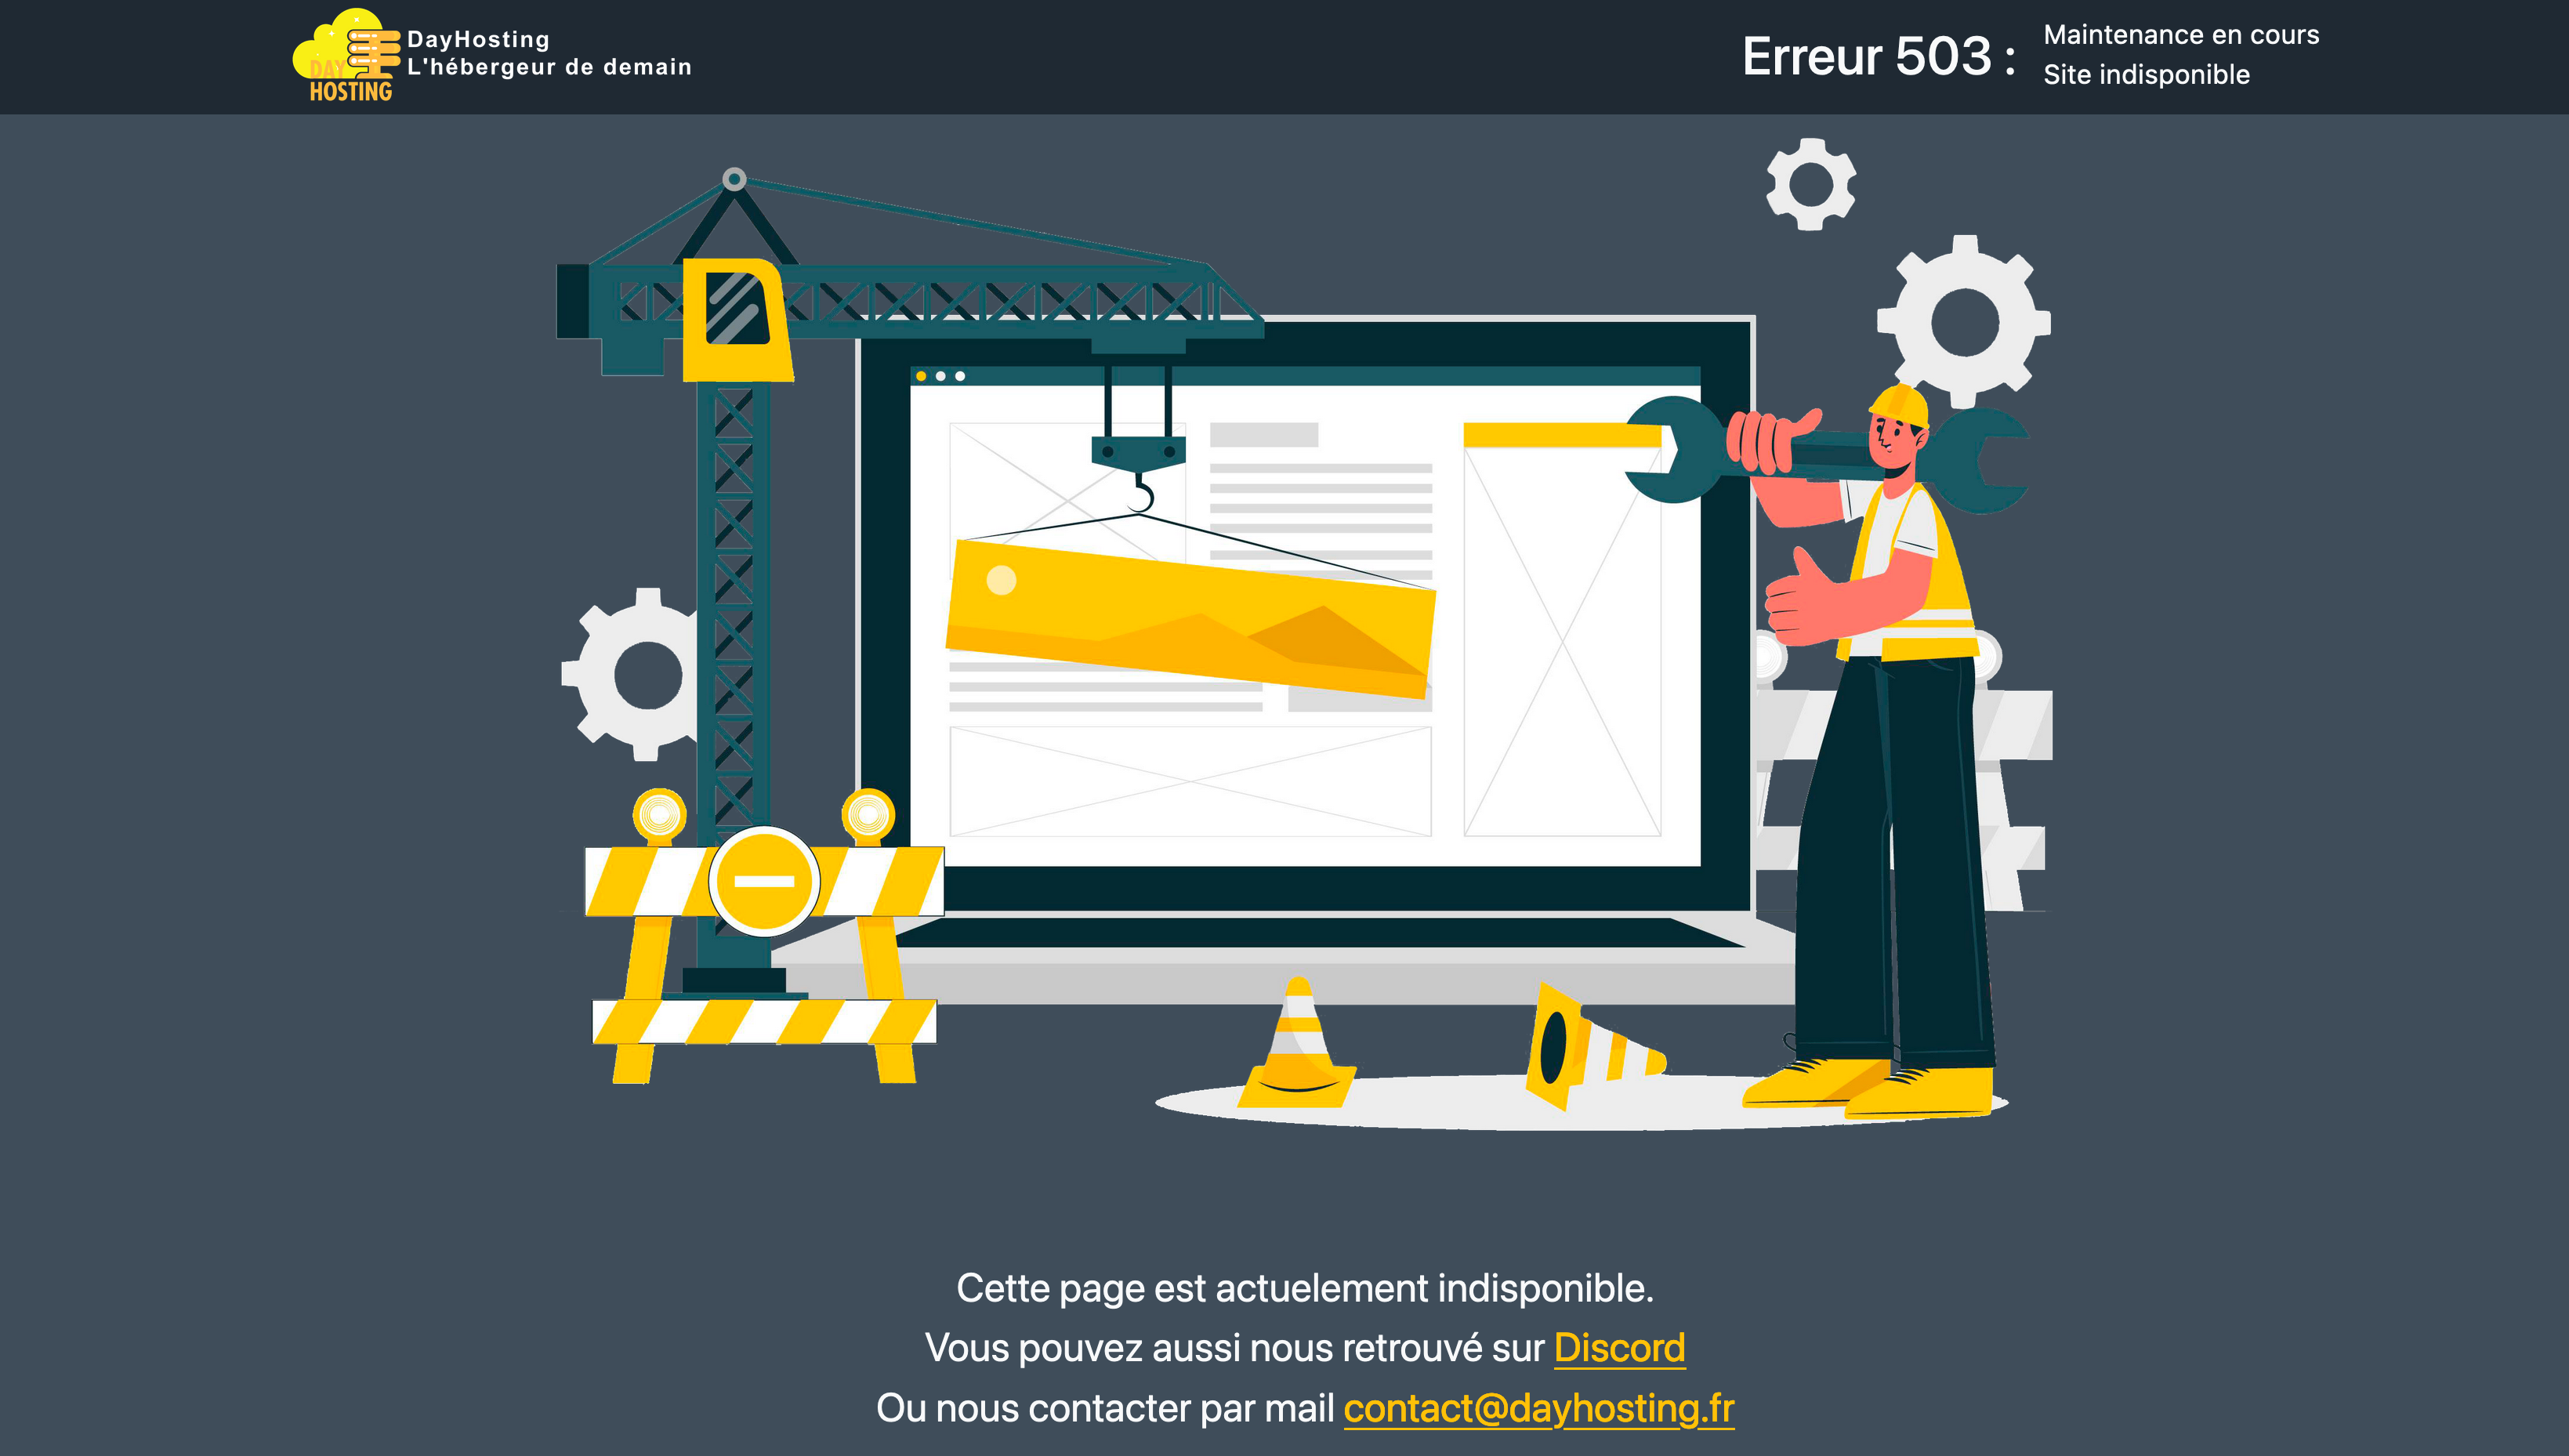 DAY
HOSTING
DayHosting
L'hébergeur de demain
Erreur 503 :
Maintenance en cours
Site indisponible
Cette page est actuelement indisponible.
Vous pouvez aussi nous retrouvé sur Discord
Ou nous contacter par mail contact@dayhosting.fr